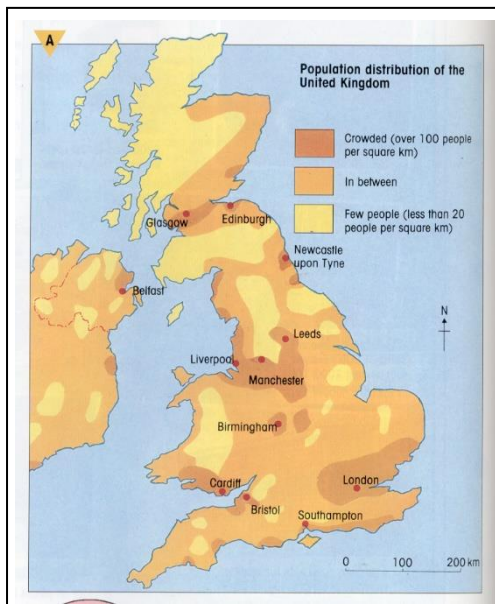 A
Population distribution of the
United Kingdom
Crowded (over 100 people
per square km)
In between
Few people (less than 20
people per square km)
Glasgow
Edinburgh
Newcastle
upon Tyne
Belfast
N
Leeds
Liverpool
Manchester
Birmingham
Cardiff
London
Bristol
Southampton
0 100 200 km